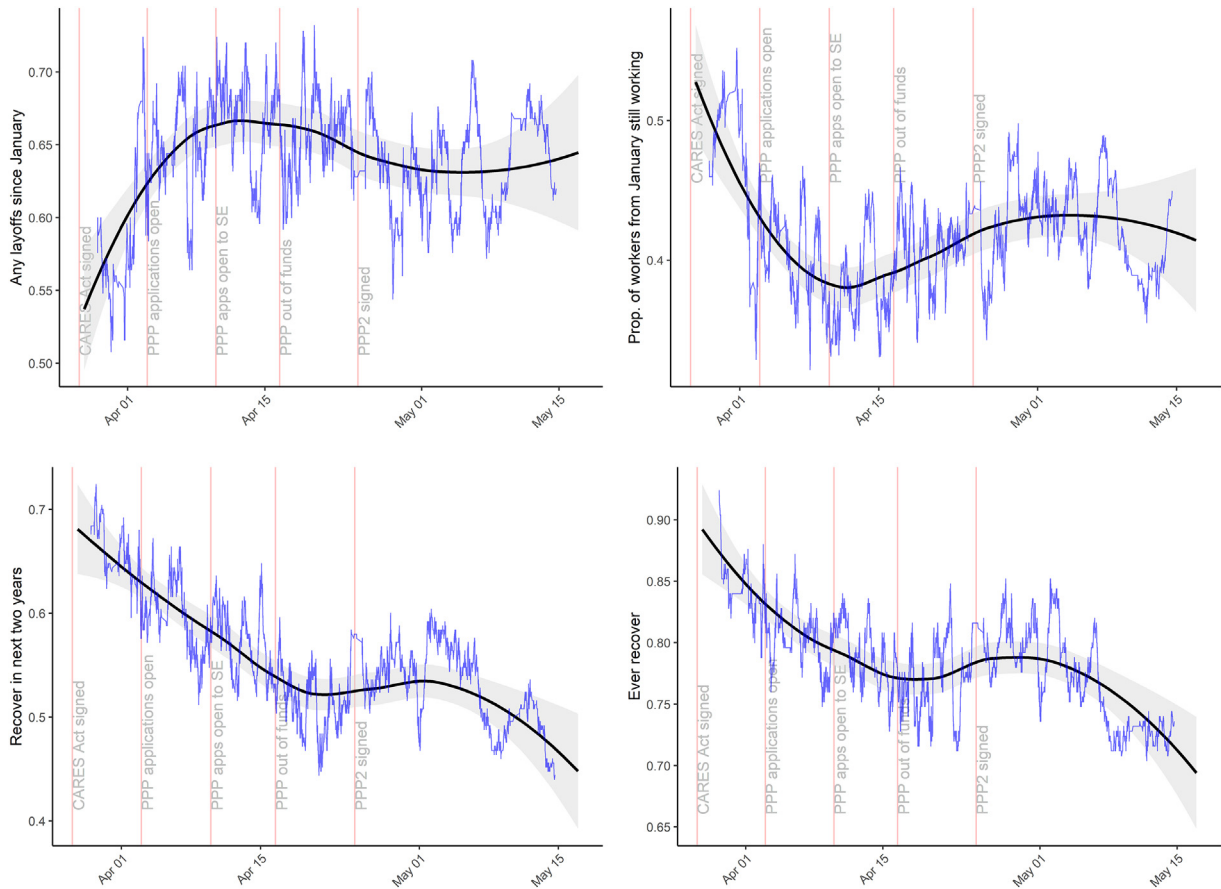 Any layoffs since January
0.70
0.65
0.60
0.55
0.50
CARES Act signed
PPP applications open
PPP apps open to SE
PPP out of funds
PPP2 signed
Apr 01
Apr 15
May 01
May 15
Prop. of workers from January still working
0.5
0.4
CARES Act signed
PPP applications open
PPP apps open to SE
PPP out of funds
PPP2 signed
Apr 01
Apr 15
May 01
May 15
Recover in next two years
0.7
0.6
0.5
0.4
CARES Act signed
PPP applications open
PPP apps open to SE
PPP out of funds
PPP2 signed
Apr 01
Apr 15
May 01
May 15
Ever recover
0.90
0.85
0.80
0.75
0.70
0.65
CARES Act signed
PPP applications open
PPP apps open to SE
PPP out of funds
PPP2 signed
Apr 01
Apr 15
May 01
May 15